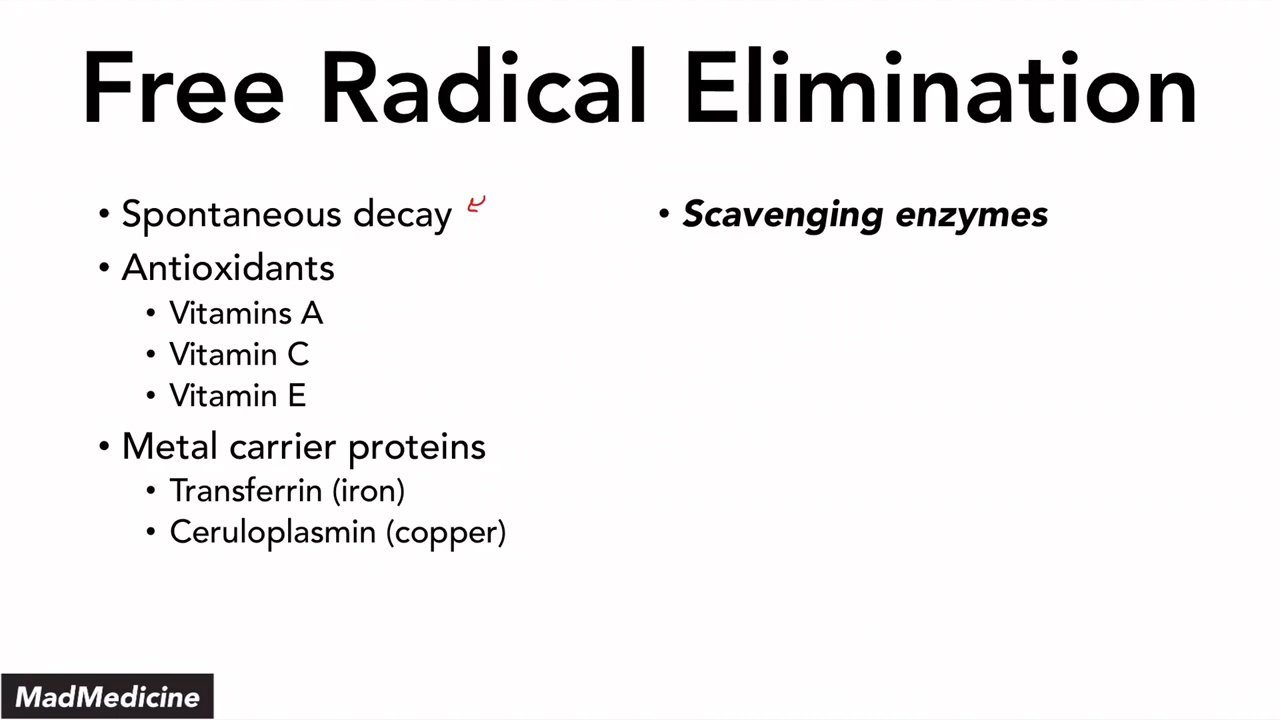 Free Radical Elimination
• Spontaneous decay
• Antioxidants
• Vitamins A
• Vitamin C
• Vitamin E
• Metal carrier proteins
• Transferrin (iron)
• Ceruloplasmin (copper)
• Scavenging enzymes
MadMedicine